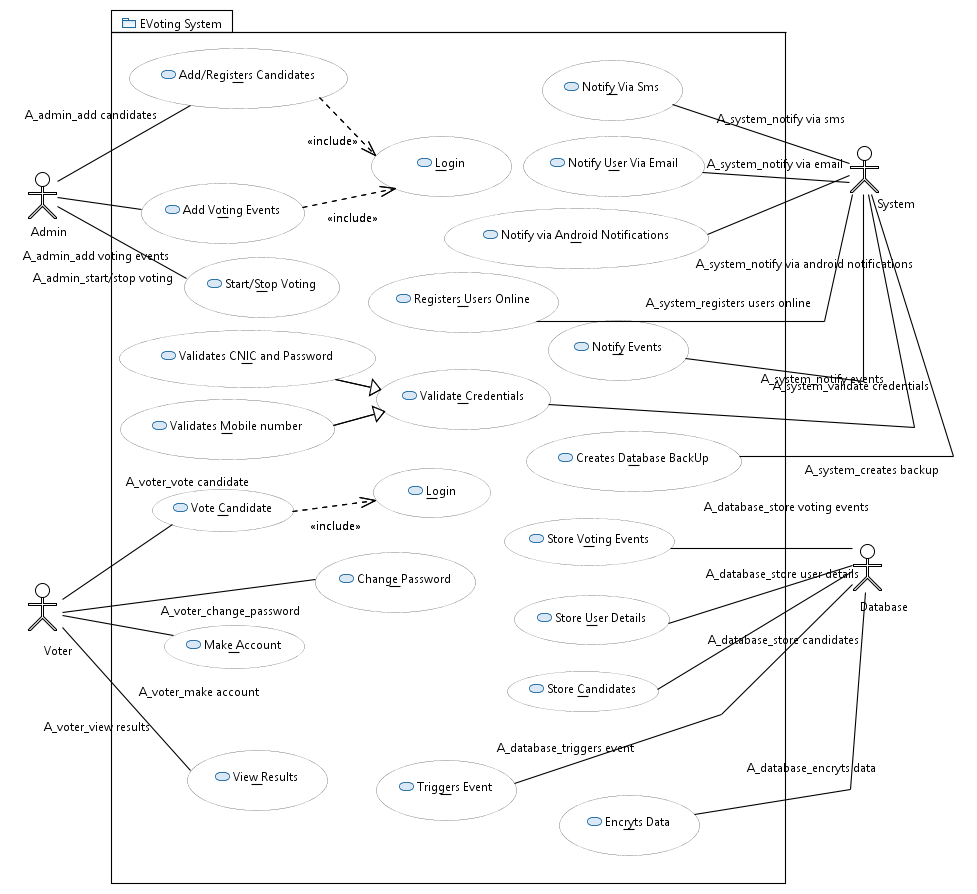 EVoting System
Add/Registers Candidates
Notify Via Sms
A_admin_add candidates
A_system_notify via sms
«include»
Login
Notify User Via Email
A_system_notify via email
System
Add Voting Events
«include»
Admin
Notify via Android Notifications
A_admin_add voting events
A_system_notify via android notifications
A_admin_start/stop voting
Start/Stop Voting
Registers Users Online
A_system_registers users online
Validates CNIC and Password
Notify Events
A_system_notify events
A_system_validate credentials
Validate Credentials
Validates Mobile number
Creates Database BackUp
A_system_creates backup
A_voter_vote candidate
Login
Vote Candidate
A_database_store voting events
«include»
Store Voting Events
A_database_store user details
Change Password
Database
A_voter_change_password
Store User Details
Make Account
A_database_store candidates
Voter
A_voter_make account
Store Candidates
A_voter_view results
A_database_triggers event
A_database_encryts data
View Results
Triggers Event
Encryts Data